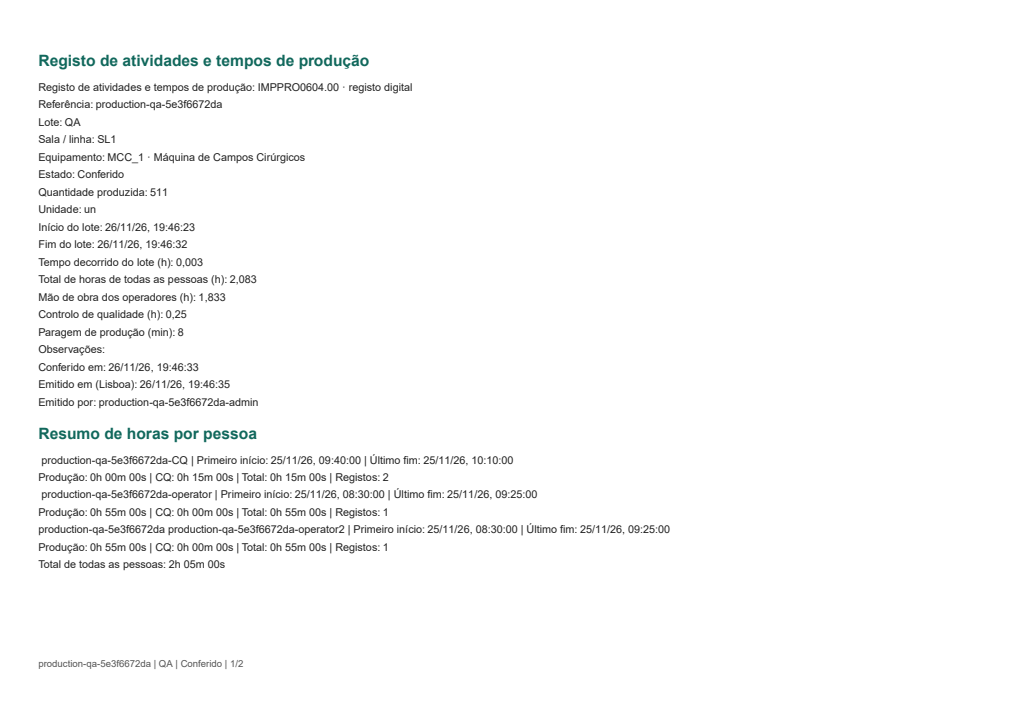 Registo de atividades e tempos de produção
Registo de atividades e tempos de produção: IMPPRO0604.00 · registo digital
Referência: production-qa-5e3f6672da
Lote: QA
Sala / linha: SL1
Equipamento: MCC_1 · Máquina de Campos Cirúrgicos
Estado: Conferido
Quantidade produzida: 511
Unidade: un
Início do lote: 26/11/26, 19:46:23
Fim do lote: 26/11/26, 19:46:32
Tempo decorrido do lote (h): 0,003
Total de horas de todas as pessoas (h): 2,083
Mão de obra dos operadores (h): 1,833
Controlo de qualidade (h): 0,25
Paragem de produção (min): 8
Observações:
Conferido em: 26/11/26, 19:46:33
Emitido em (Lisboa): 26/11/26, 19:46:35
Emitido por: production-qa-5e3f6672da-admin
Resumo de horas por pessoa
production-qa-5e3f6672da-CQ | Primeiro início: 25/11/26, 09:40:00 | Último fim: 25/11/26, 10:10:00
Produção: 0h 00m 00s | CQ: 0h 15m 00s | Total: 0h 15m 00s | Registos: 2
production-qa-5e3f6672da-operator | Primeiro início: 25/11/26, 08:30:00 | Último fim: 25/11/26, 09:25:00
Produção: 0h 55m 00s | CQ: 0h 00m 00s | Total: 0h 55m 00s | Registos: 1
production-qa-5e3f6672da production-qa-5e3f6672da-operator2 | Primeiro início: 25/11/26, 08:30:00 | Último fim: 25/11/26, 09:25:00
Produção: 0h 55m 00s | CQ: 0h 00m 00s | Total: 0h 55m 00s | Registos: 1
Total de todas as pessoas: 2h 05m 00s
production-qa-5e3f6672da | QA | Conferido | 1/2